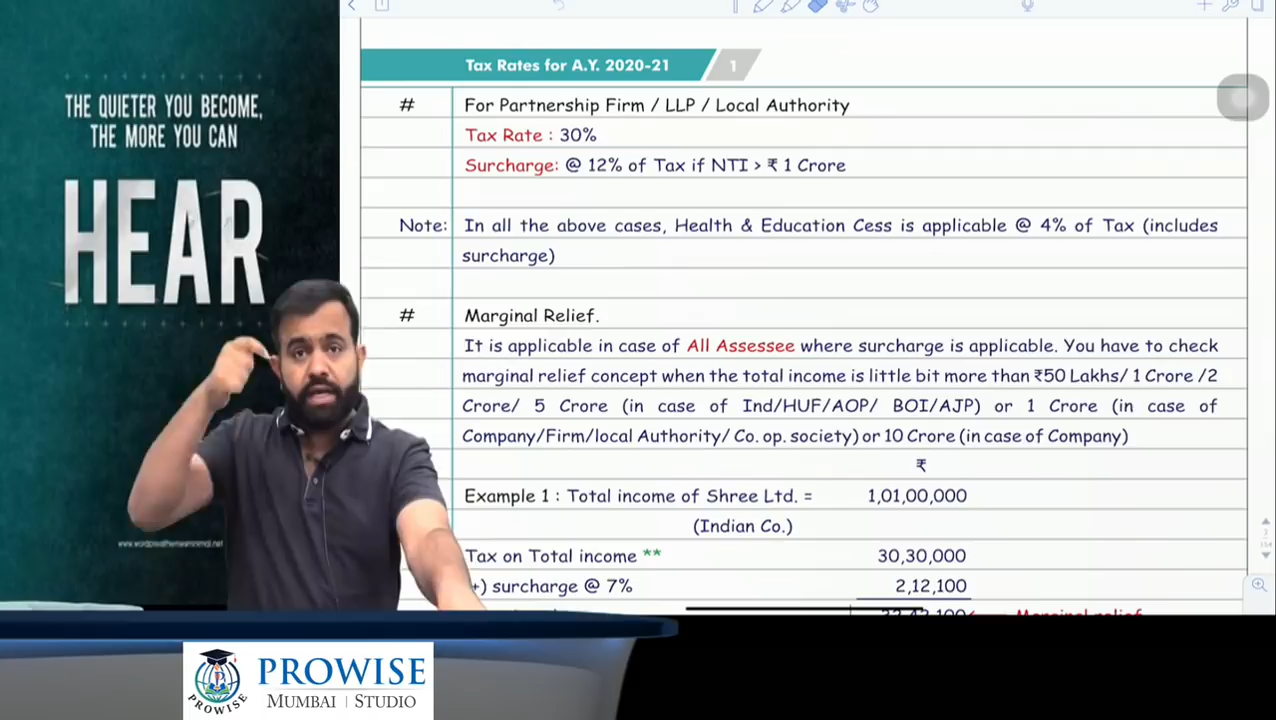 THE QUIETER YOU BECOME,
THE MORE YOU CAN
HEAR
Tax Rates for A.Y. 2020-21
1
# For Partnership Firm / LLP / Local Authority
Tax Rate : 30%
Surcharge: @ 12% of Tax if NTI > ₹ 1 Crore
Note: In all the above cases, Health & Education Cess is applicable @ 4% of Tax (includes
surcharge)
# Marginal Relief.
It is applicable in case of All Assessee where surcharge is applicable. You have to check
marginal relief concept when the total income is little bit more than ₹50 Lakhs/ 1 Crore /2
Crore/ 5 Crore (in case of Ind/HUF/AOP/ BOI/AJP) or 1 Crore (in case of
Company/Firm/local Authority/ Co. op. society) or 10 Crore (in case of Company)
₹
Example 1 : Total income of Shree Ltd. = 1,01,00,000
(Indian Co.)
Tax on Total income ** 30,30,000
+) surcharge @ 7% 2,12,100
Marginal relief
PROWISE
PROWISE
MUMBAI | STUDIO